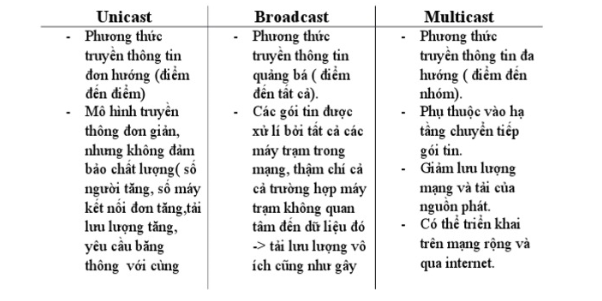 Unicast
- Phương thức
truyền thông tin
đơn hướng (điểm
đến điểm)
- Mô hình truyền
thông đơn giản,
nhưng không đảm
bảo chất lượng( số
người tăng, số máy
kết nối đơn tăng,tải
lưu lượng tăng,
yêu cầu băng
thông với cùng
Broadcast
- Phương thức
truyền thông tin
quảng bá ( điểm
đến tất cả).
- Các gói tin được
xử lí bởi tất cả các
máy trạm trong
mạng, thậm chí cả
cả trường hợp máy
trạm không quan
tâm đến dữ liệu đó
-> tải lưu lượng vô
ích cũng như gây
Multicast
- Phương thức
truyền thông tin đa
hướng ( điểm đến
nhóm).
- Phụ thuộc vào hạ
tầng chuyển tiếp
gói tin.
- Giảm lưu lượng
mạng và tải của
nguồn phát.
- Có thể triển khai
trên mạng rộng và
qua internet.